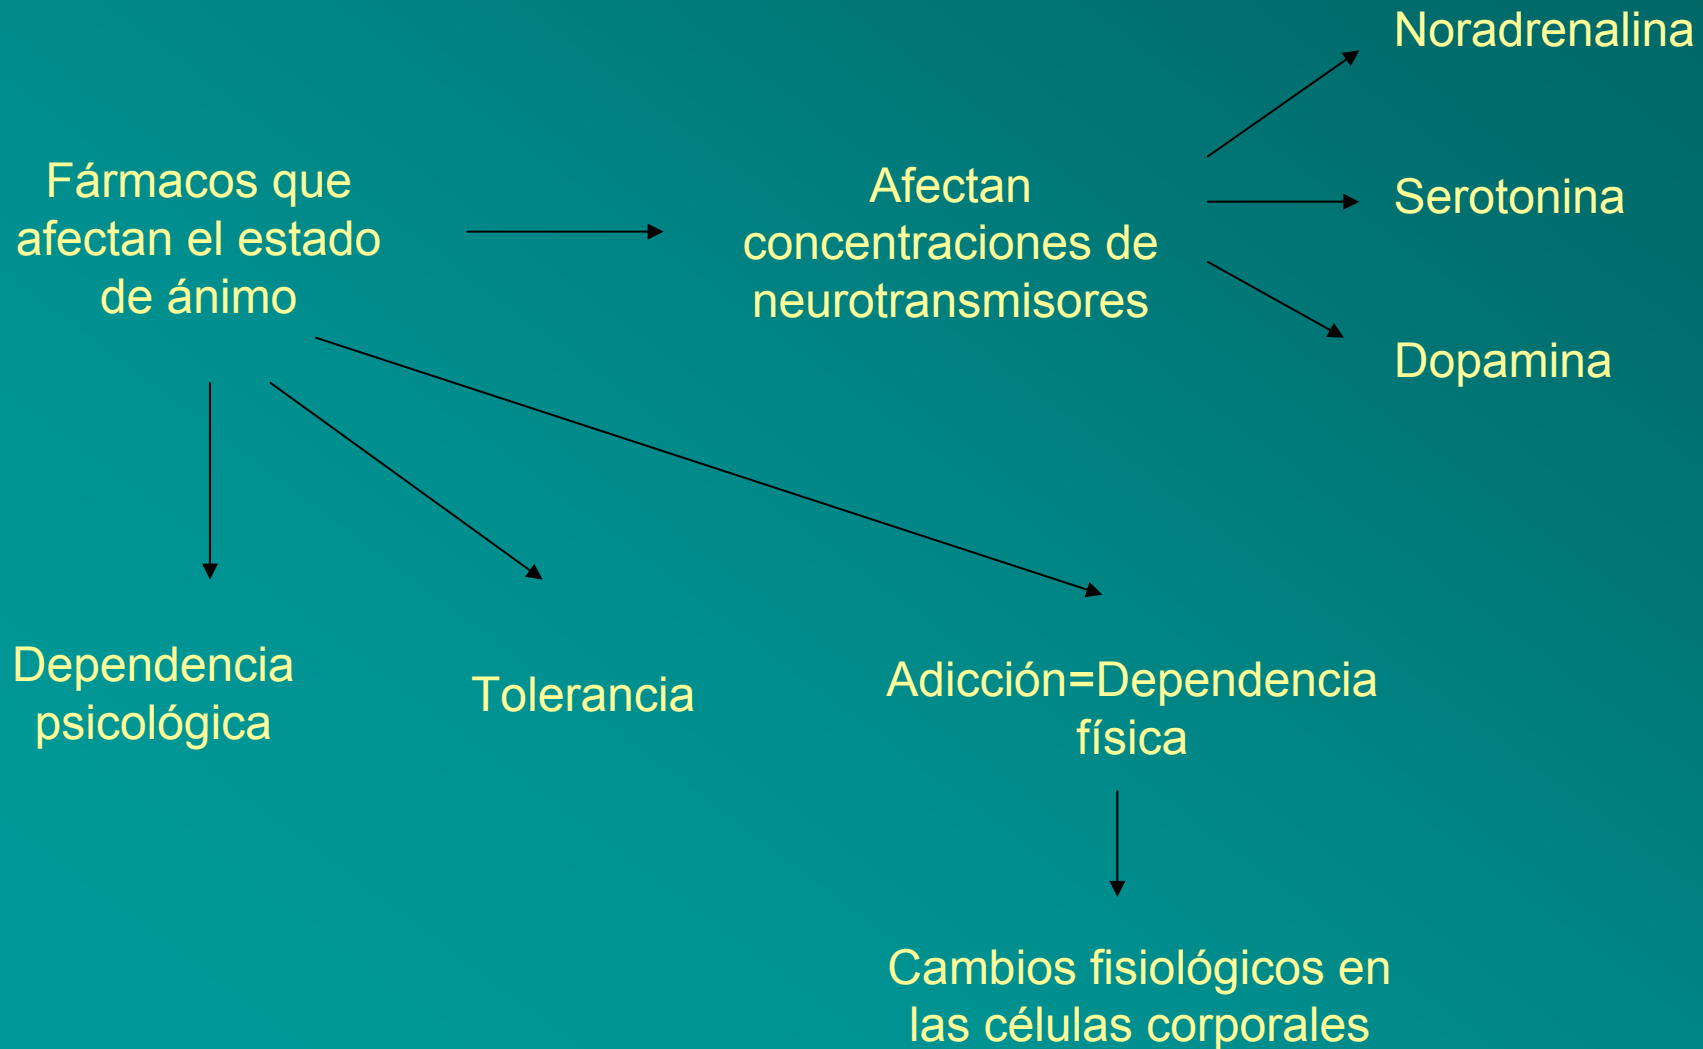 Noradrenalina
Fármacos que
afectan el estado
de ánimo
Afectan
concentraciones de
neurotransmisores
Serotonina
Dopamina
Dependencia
psicológica
Tolerancia
Adicción=Dependencia
física
Cambios fisiológicos en
las células corporales